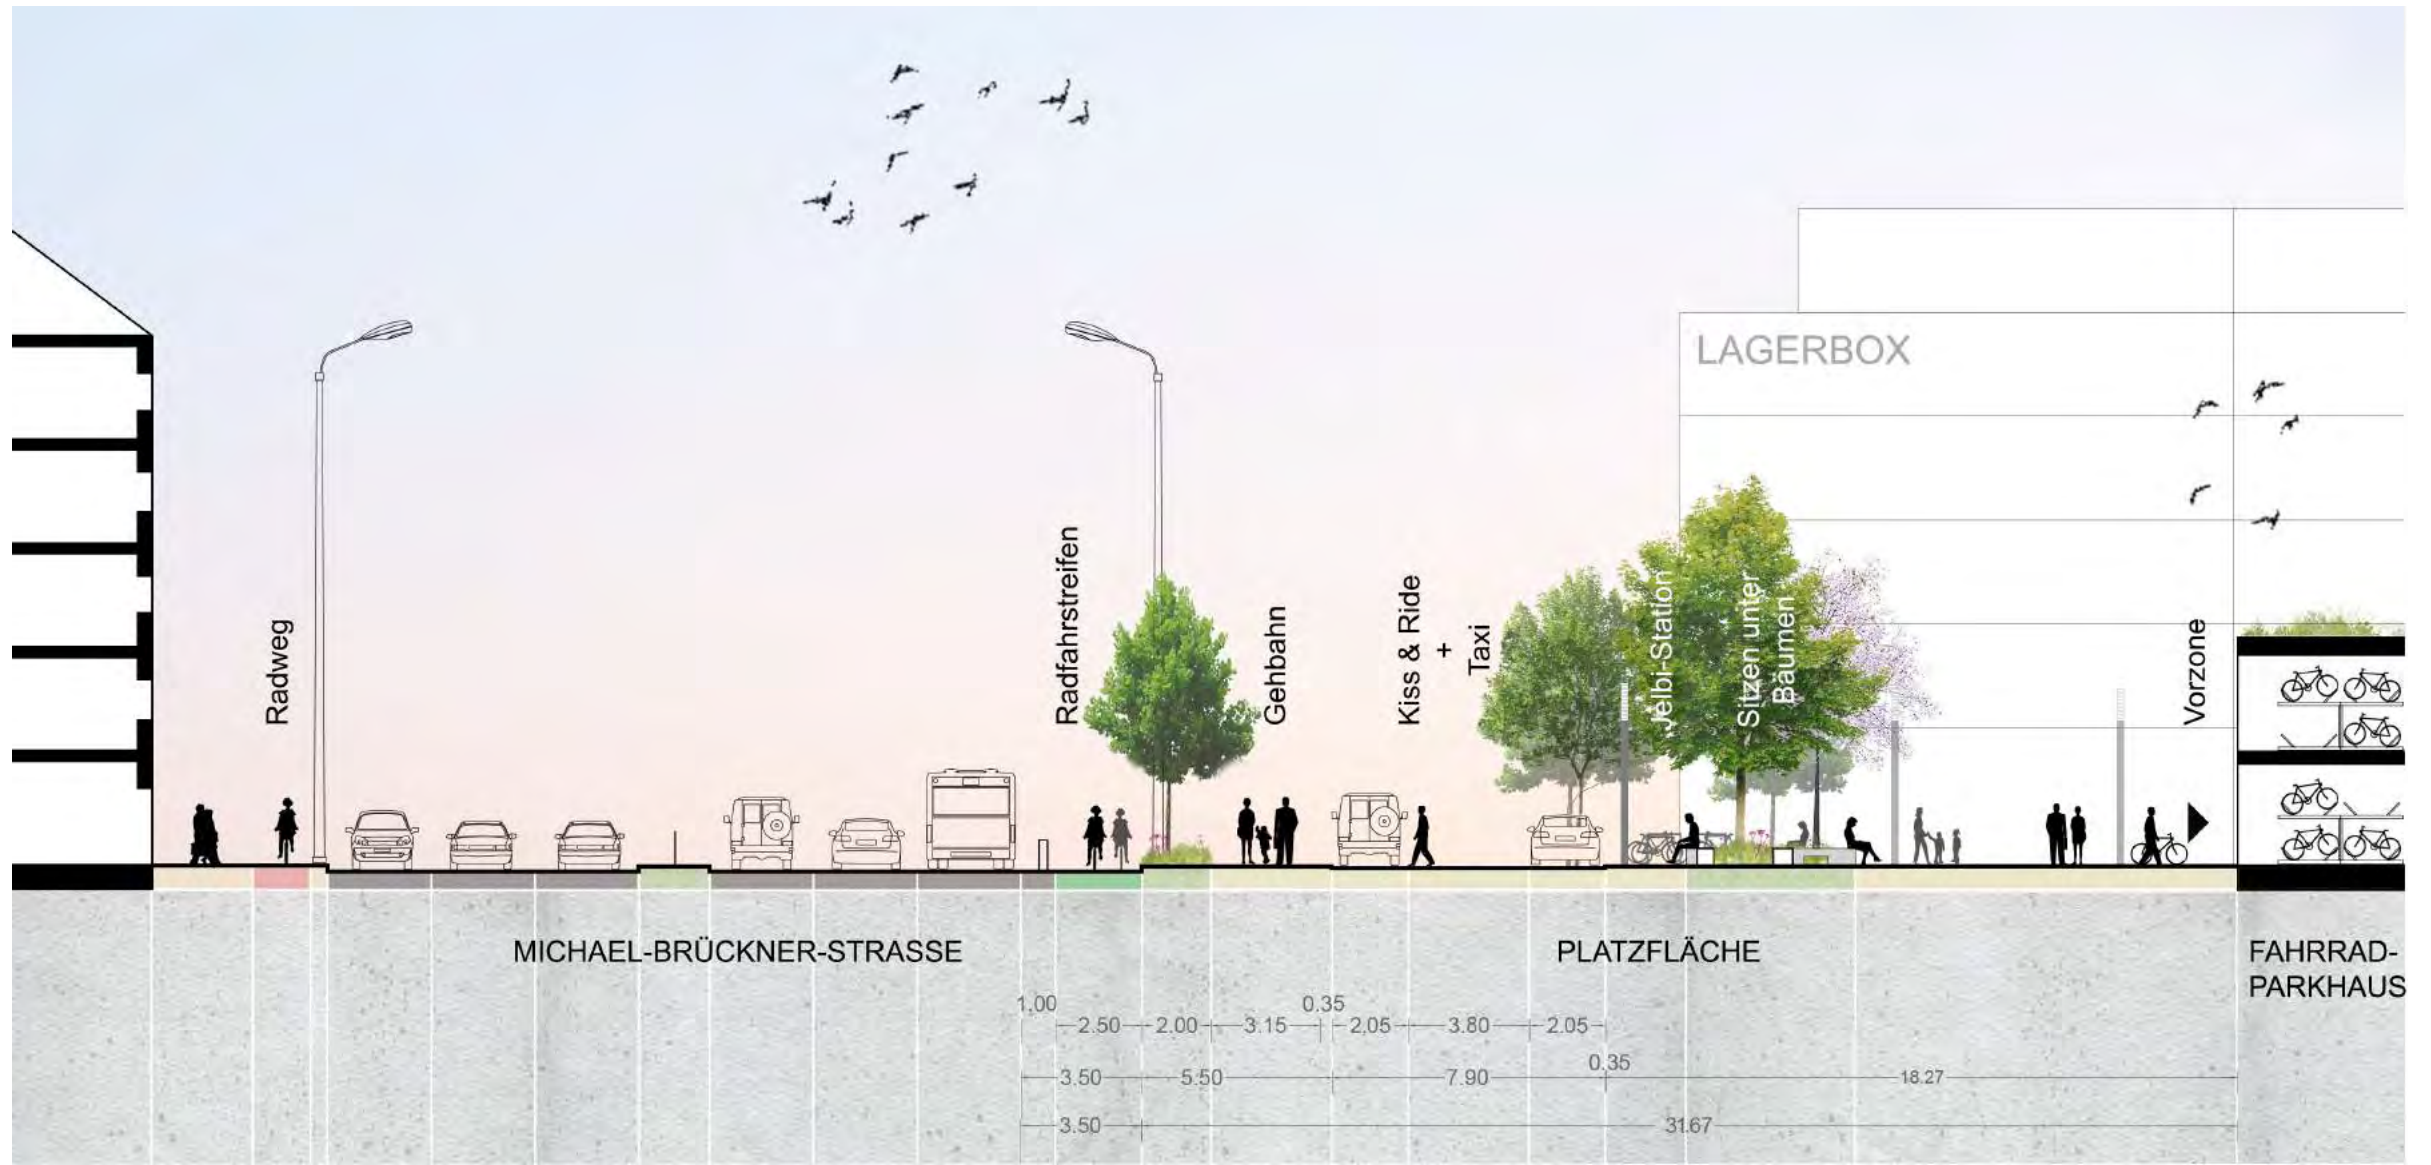 LAGERBOX
Radweg
Radfahrstreifen
Gehbahn
Kiss & Ride
+
Taxi
Jelbi-Station
Sitzen unter
Bäumen
Vorzone
MICHAEL-BRÜCKNER-STRASSE
PLATZFLÄCHE
FAHRRAD-
PARKHAUS
1.00
0.35
2.50
2.00
3.15
2.05
3.80
2.05
0.35
3.50
5.50
7.90
18.27
3.50
31.67